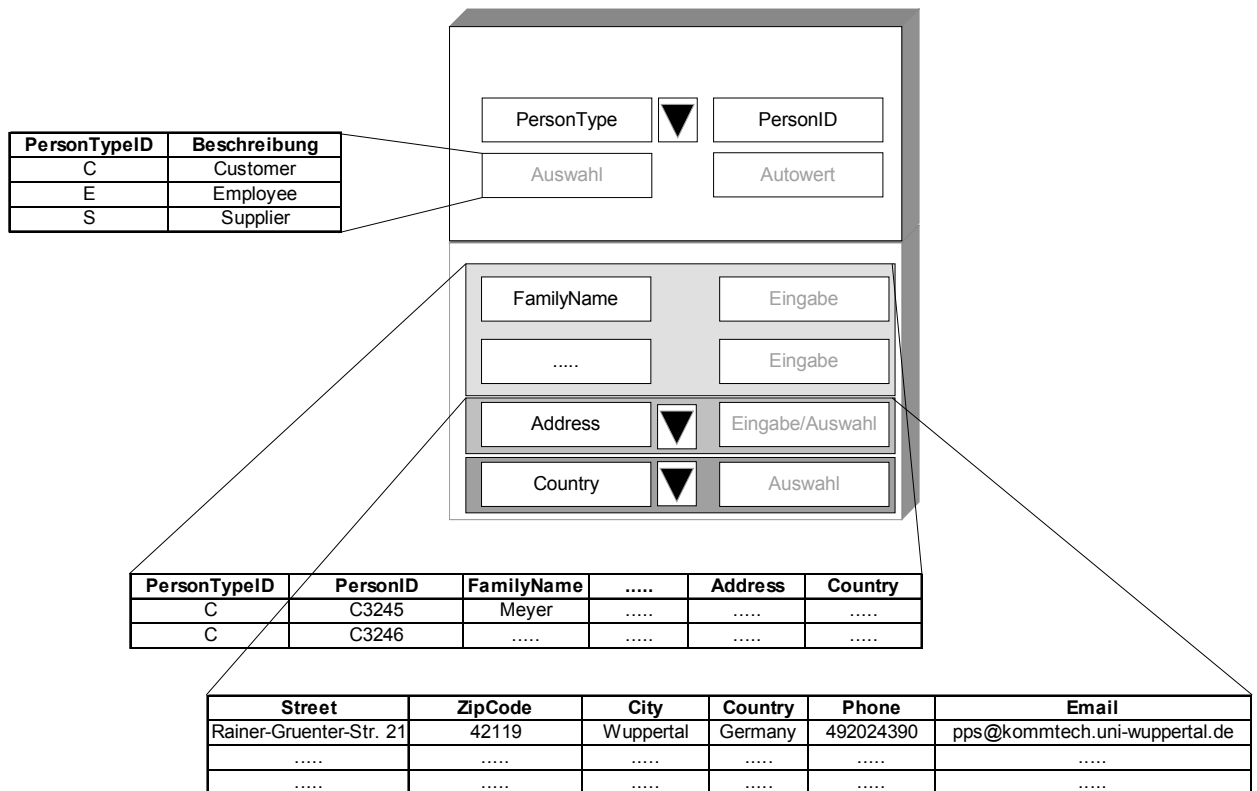 PersonType PersonID
Auswahl Autowert
PersonTypeID Beschreibung
C Customer
E Employee
S Supplier
FamilyName Eingabe
..... Eingabe
Address Eingabe/Auswahl
Country Auswahl
PersonTypeID PersonID FamilyName ..... Address Country
C C3245 Meyer ..... ..... .....
C C3246 ..... ..... ..... .....
Street ZipCode City Country Phone Email
Rainer-Gruenter-Str. 21 42119 Wuppertal Germany 492024390 pps@kommtech.uni-wuppertal.de
..... ..... ..... ..... ..... .....
..... ..... ..... ..... ..... .....